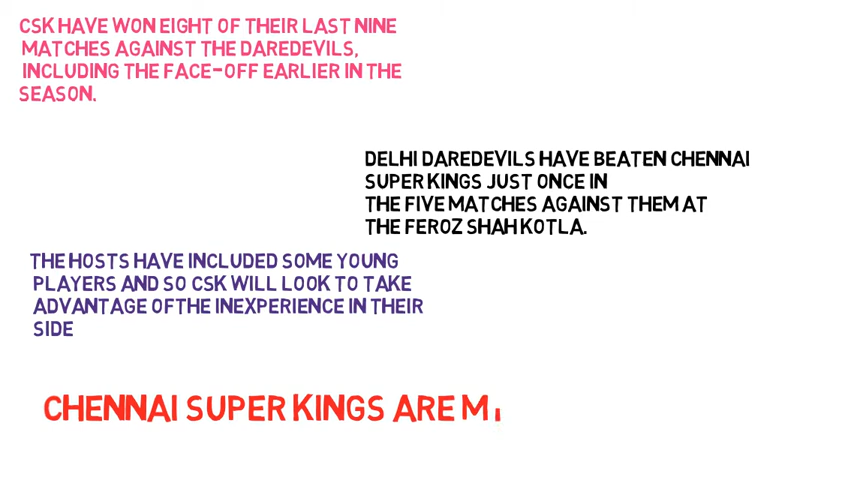 CSK HAVE WON EIGHT OF THEIR LAST NINE
MATCHES AGAINST THE DAREDEVILS,
INCLUDING THE FACE-OFF EARLIER IN THE
SEASON.
DELHI DAREDEVILS HAVE BEATEN CHENNAI
SUPER KINGS JUST ONCE IN
THE FIVE MATCHES AGAINST THEM AT
THE FEROZ SHAH KOTLA.
THE HOSTS HAVE INCLUDED SOME YOUNG
PLAYERS AND SO CSK WILL LOOK TO TAKE
ADVANTAGE OFTHE INEXPERIENCE IN THEIR
SIDE
CHENNAI SUPER KINGS ARE M